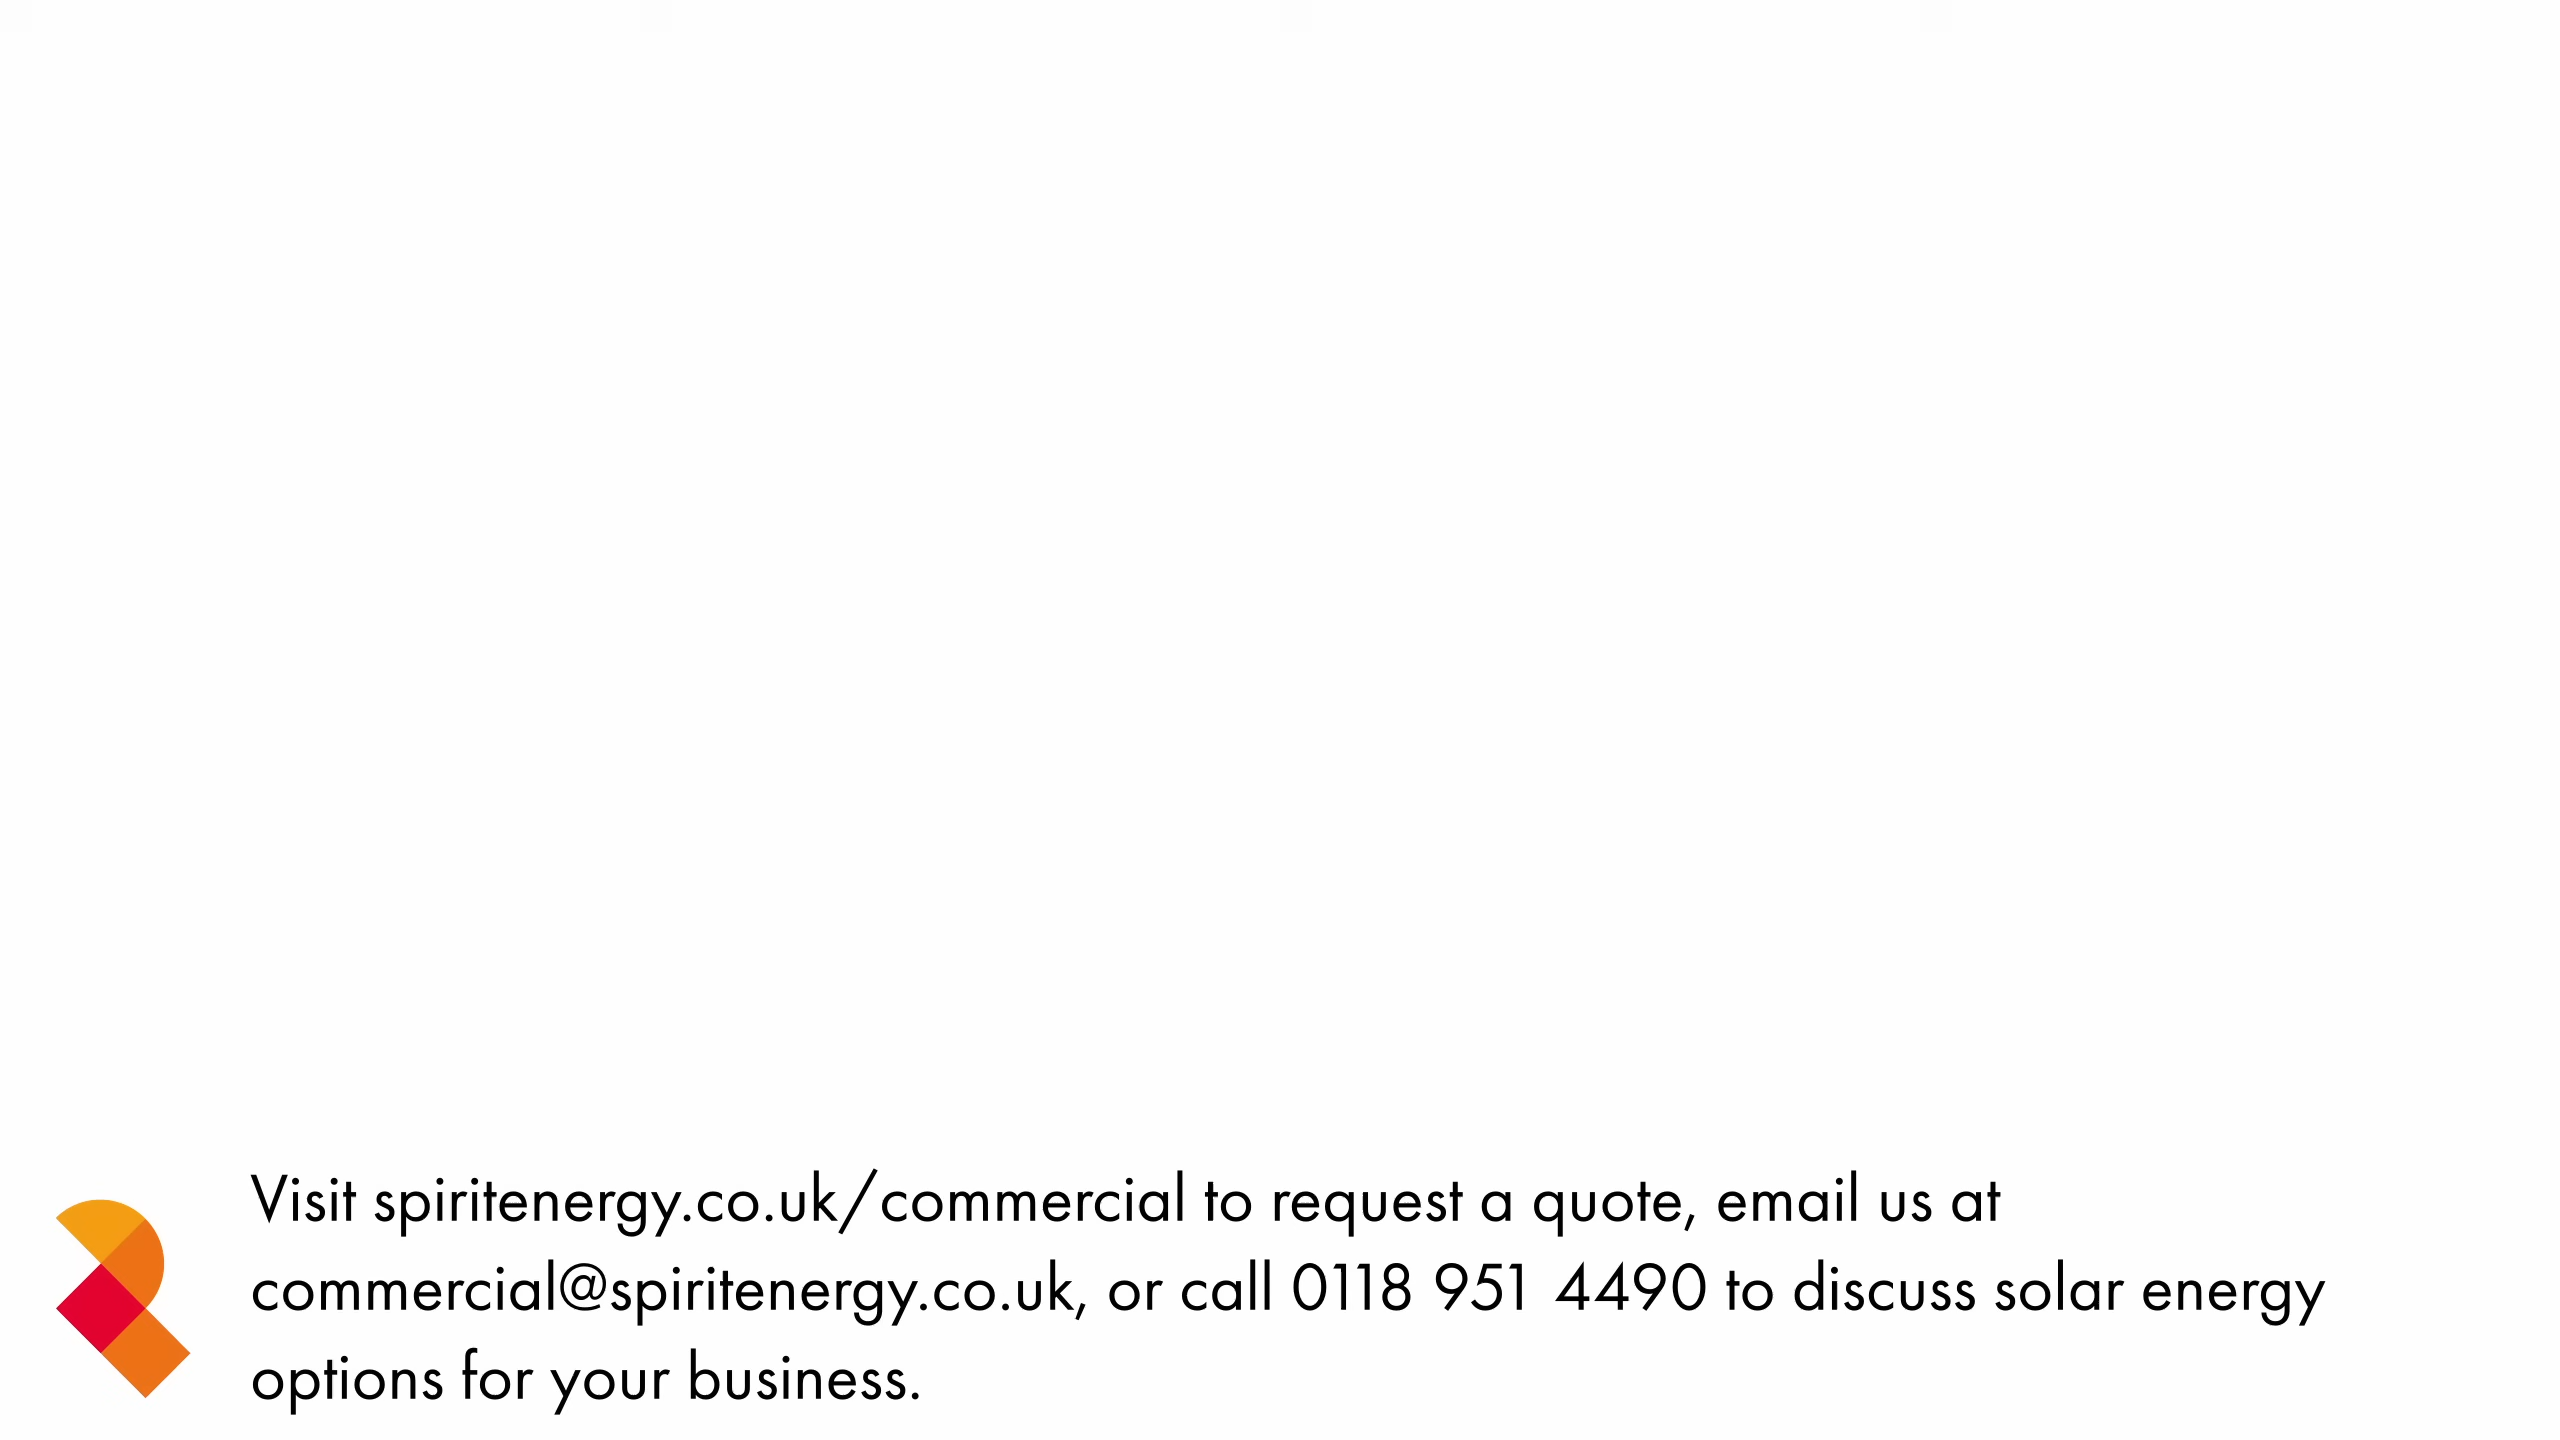 Visit spiritenergy.co.uk/commercial to request a quote, email us at
commercial@spiritenergy.co.uk, or call 0118 951 4490 to discuss solar energy
options for your business.